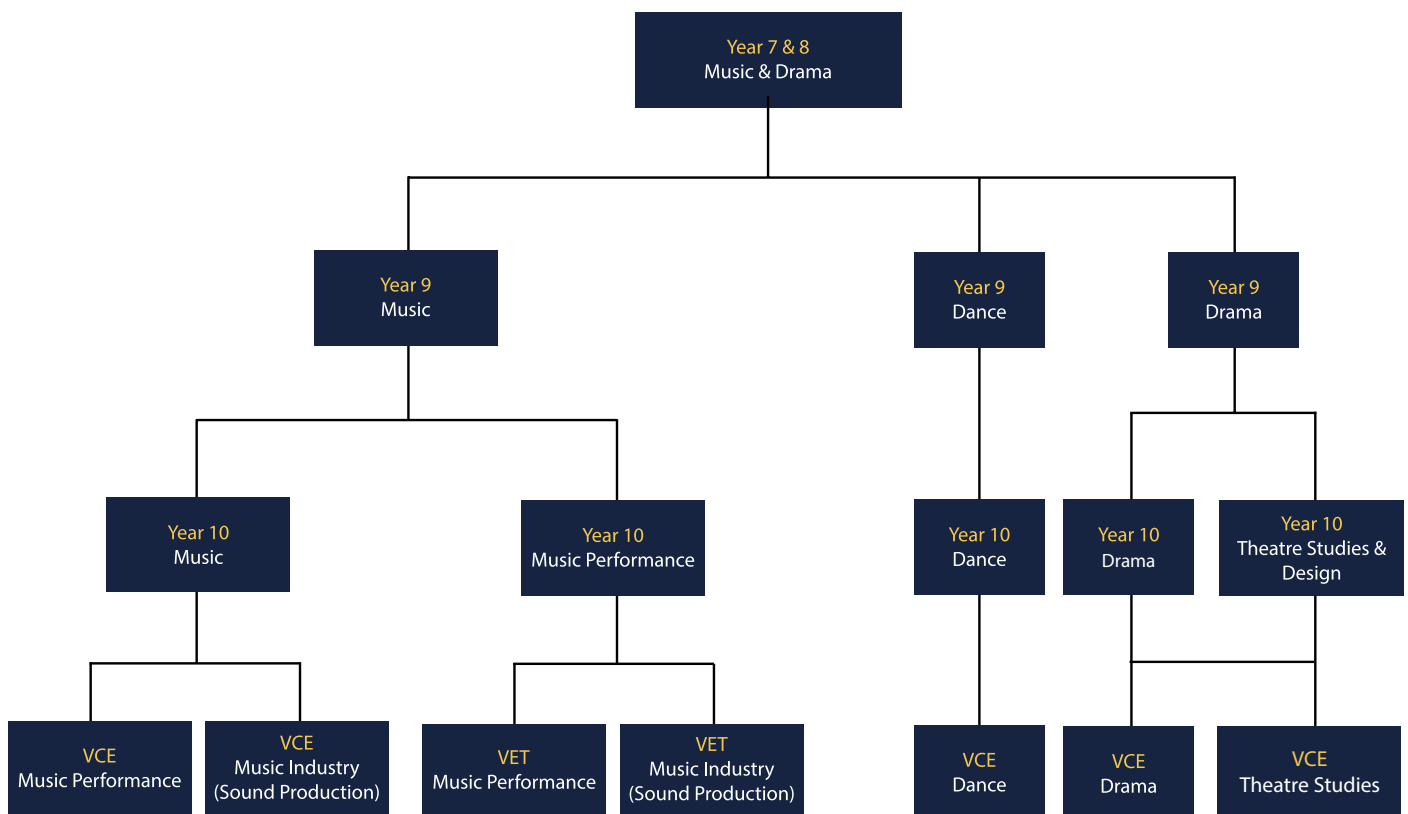 Year 7 & 8
Music & Drama
Year 9
Music
Year 9
Dance
Year 9
Drama
Year 10
Music
Year 10
Music Performance
Year 10
Dance
Year 10
Drama
Year 10
Theatre Studies &
Design
VCE
Music Performance
VCE
Music Industry
(Sound Production)
VET
Music Performance
VET
Music Industry
(Sound Production)
VCE
Dance
VCE
Drama
VCE
Theatre Studies